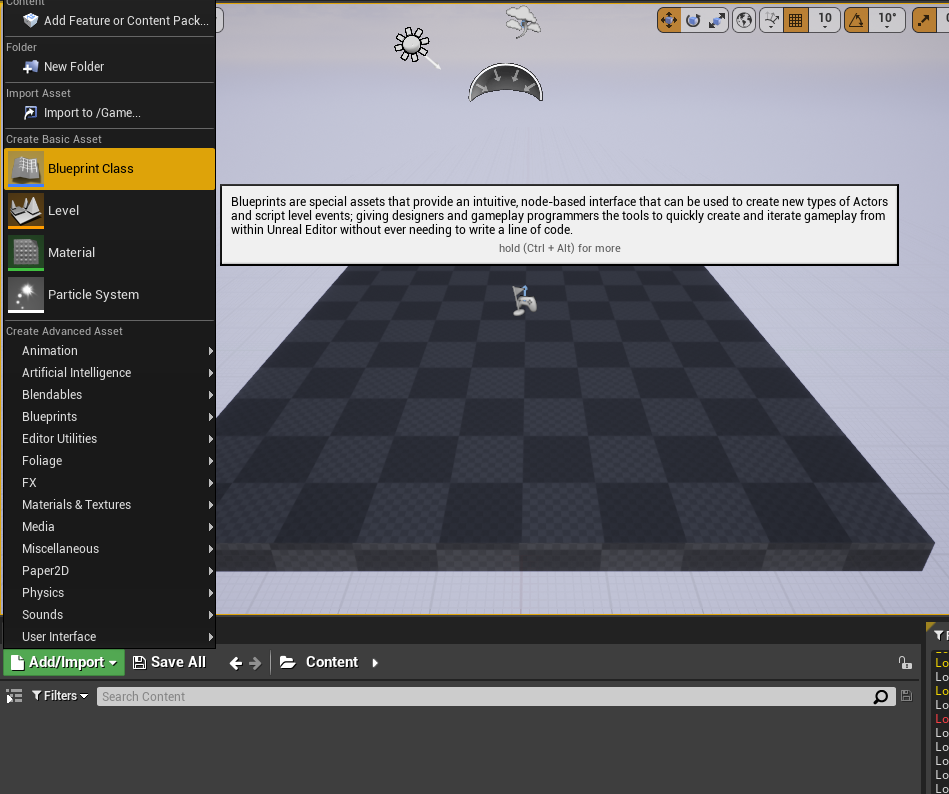 Content
Add Feature or Content Pack...
10
10°
Folder
New Folder
Import Asset
Import to /Game...
Create Basic Asset
Blueprint Class
Blueprints are special assets that provide an intuitive, node-based interface that can be used to create new types of Actors
and script level events; giving designers and gameplay programmers the tools to quickly create and iterate gameplay from
within Unreal Editor without ever needing to write a line of code.
hold (Ctrl + Alt) for more
Level
Material
Particle System
Create Advanced Asset
Animation
Artificial Intelligence
Blendables
Blueprints
Editor Utilities
Foliage
FX
Materials & Textures
Media
Miscellaneous
Paper2D
Physics
Sounds
User Interface
Add/Import
Save All
Content
Filters
Search Content
Lo
Lo
Lo
Lo
Lo
Lo
Lo
Lo
Lo